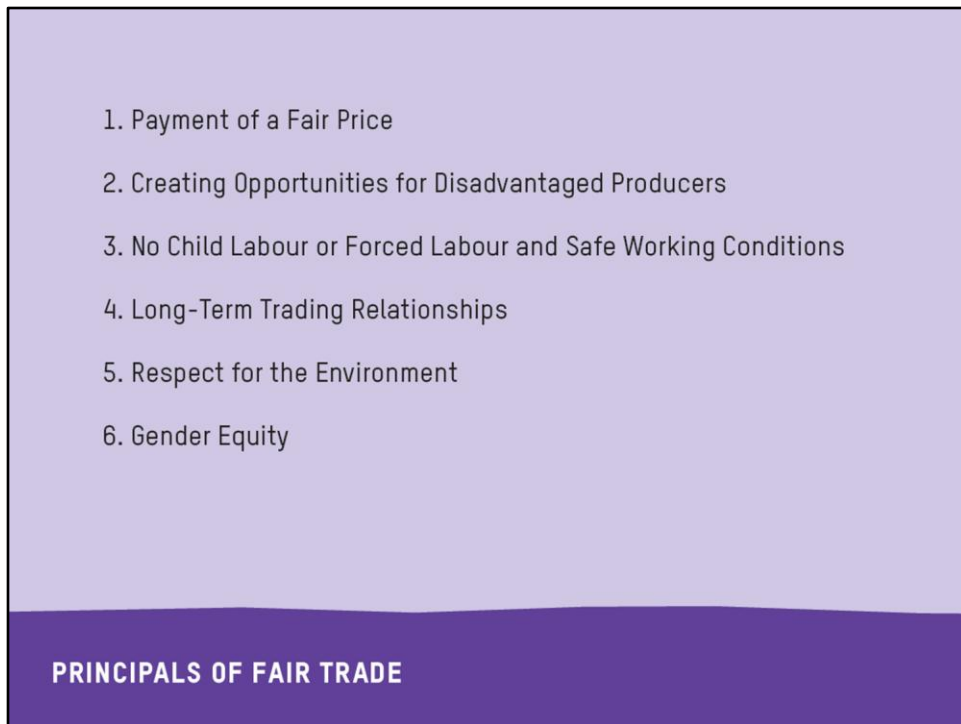 1. Payment of a Fair Price
2. Creating Opportunities for Disadvantaged Producers
3. No Child Labour or Forced Labour and Safe Working Conditions
4. Long-Term Trading Relationships
5. Respect for the Environment
6. Gender Equity
PRINCIPALS OF FAIR TRADE